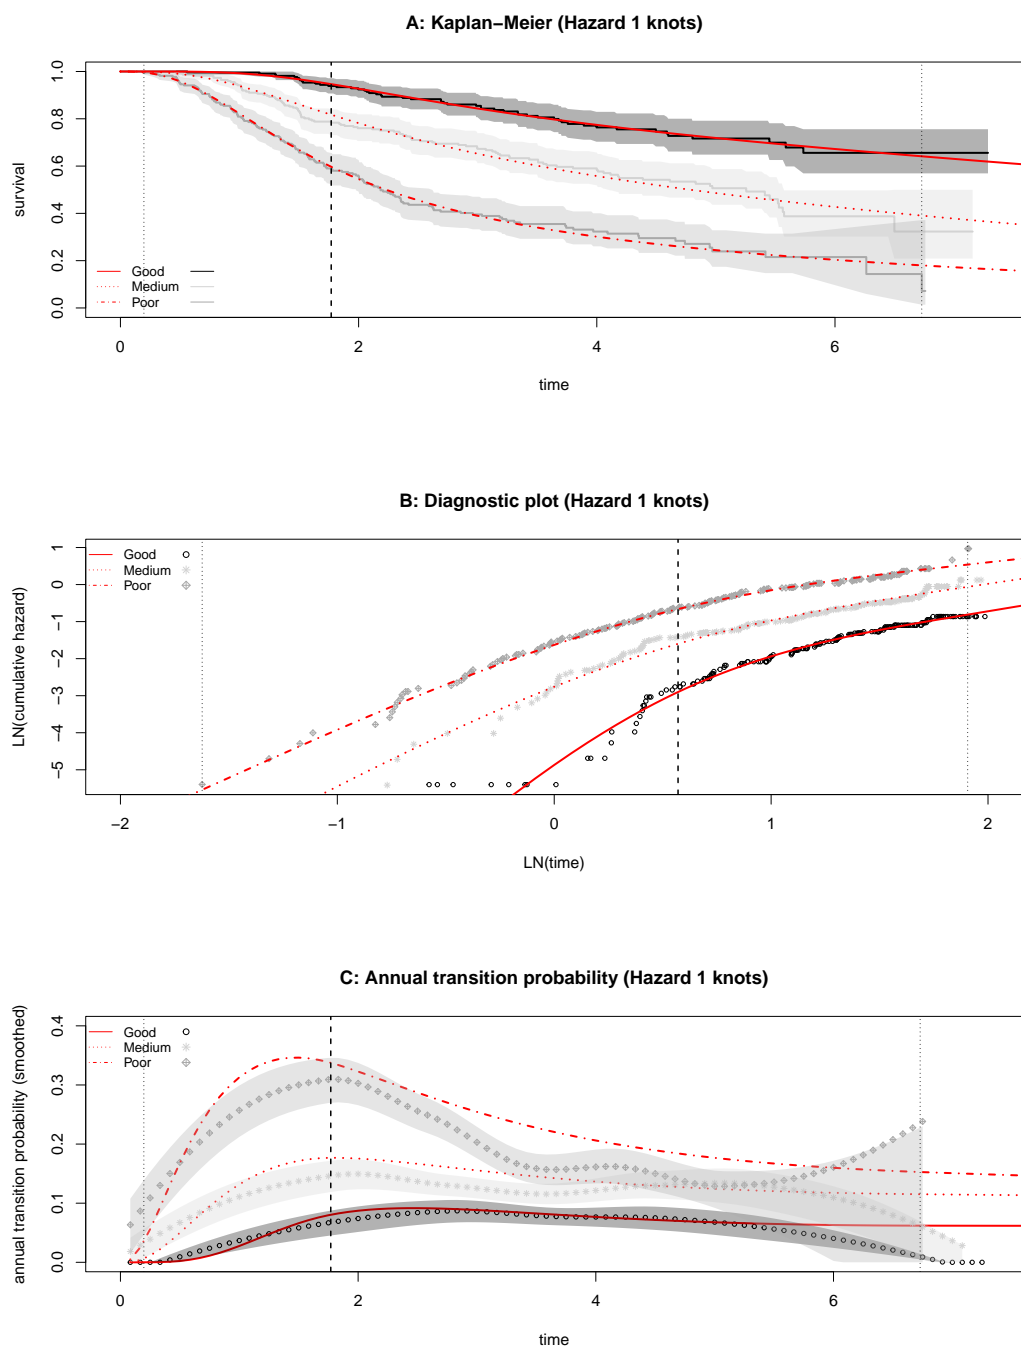 A: Kaplan−Meier (Hazard 1 knots)
survival
1.0
0.8
0.6
0.4
0.2
0.0
Good
Medium
Poor
0 2 4 6
time
B: Diagnostic plot (Hazard 1 knots)
LN(cumulative hazard)
1
0
−1
−2
−3
−4
−5
Good
Medium
Poor
−2 −1 0 1 2
LN(time)
C: Annual transition probability (Hazard 1 knots)
annual transition probability (smoothed)
0.4
0.3
0.2
0.1
0.0
Good
Medium
Poor
0 2 4 6
time